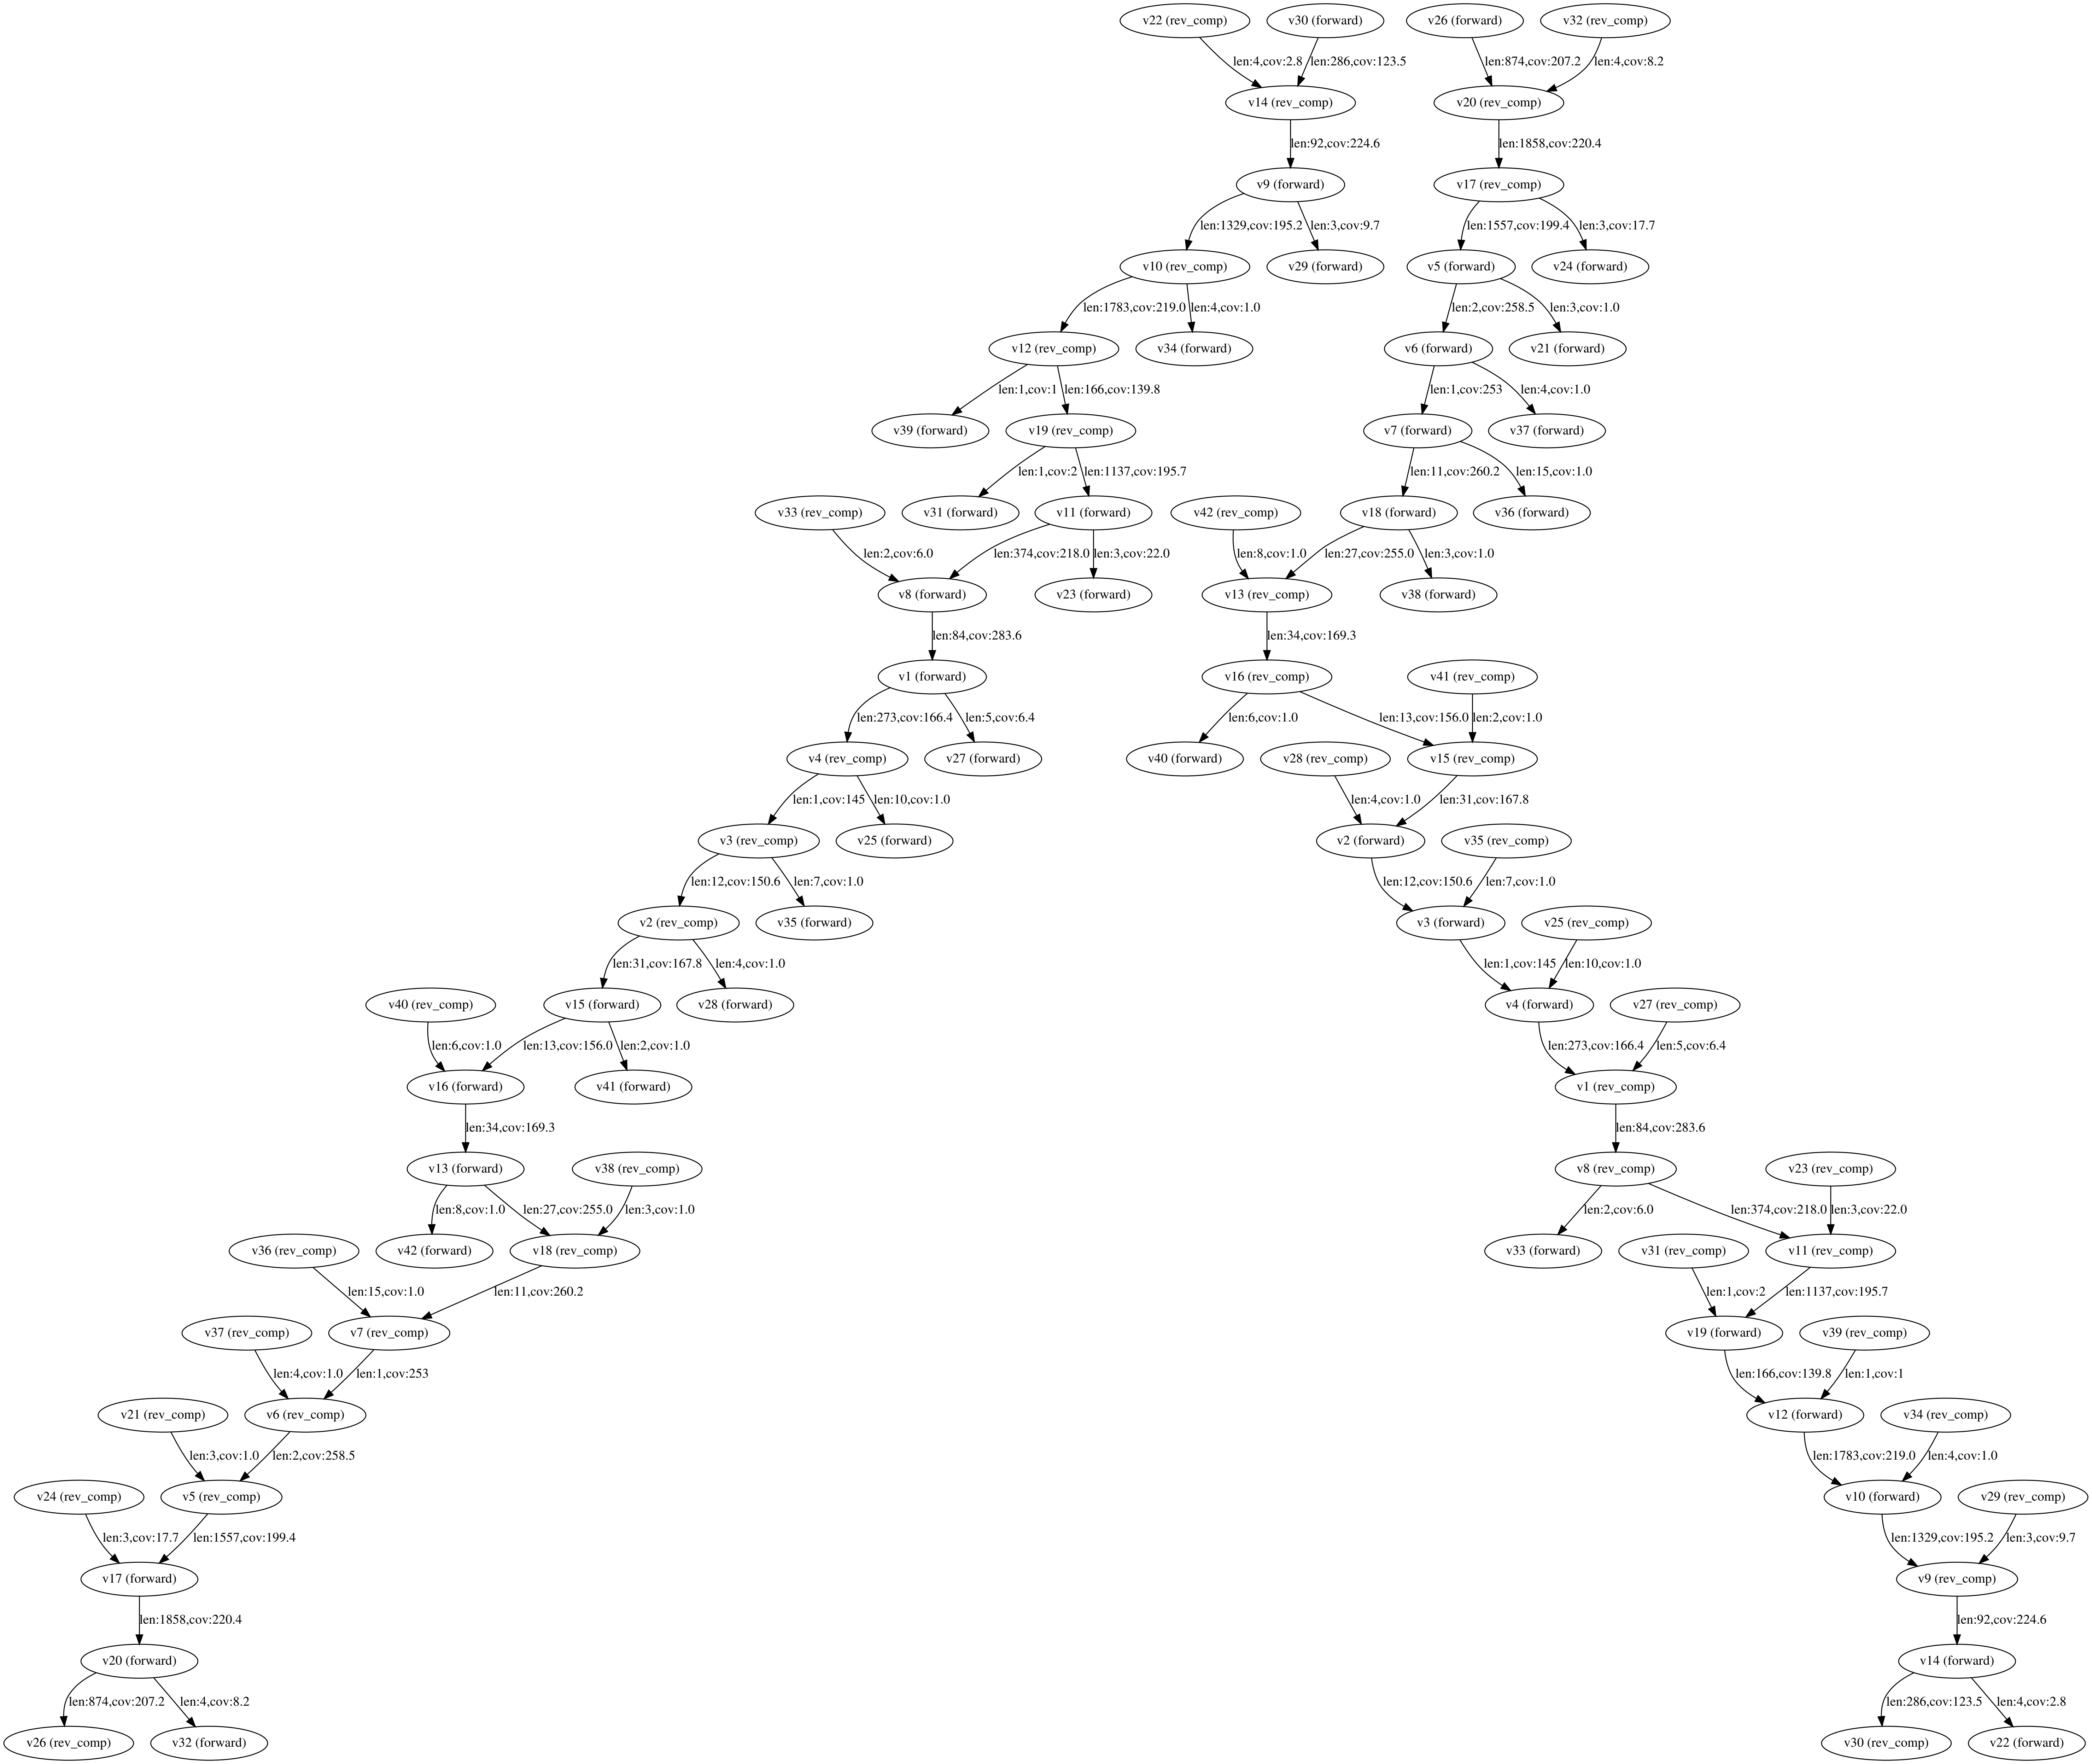 v22 (rev_comp) v30 (forward) v26 (forward) v32 (rev_comp)
len:4,cov:2.8 len:286,cov:123.5 len:874,cov:207.2 len:4,cov:8.2
v14 (rev_comp) v20 (rev_comp)
len:92,cov:224.6 len:1858,cov:220.4
v9 (forward) v17 (rev_comp)
len:1329,cov:195.2 len:3,cov:9.7 len:1557,cov:199.4 len:3,cov:17.7
v10 (rev_comp) v29 (forward) v5 (forward) v24 (forward)
len:1783,cov:219.0 len:4,cov:1.0 len:2,cov:258.5 len:3,cov:1.0
v12 (rev_comp) v34 (forward) v6 (forward) v21 (forward)
len:1,cov:1 len:166,cov:139.8 len:1,cov:253 len:4,cov:1.0
v39 (forward) v19 (rev_comp) v7 (forward) v37 (forward)
len:1,cov:2 len:1137,cov:195.7 len:11,cov:260.2 len:15,cov:1.0
v33 (rev_comp) v31 (forward) v11 (forward) v42 (rev_comp) v18 (forward) v36 (forward)
len:2,cov:6.0 len:374,cov:218.0 len:3,cov:22.0 len:8,cov:1.0 len:27,cov:255.0 len:3,cov:1.0
v8 (forward) v23 (forward) v13 (rev_comp) v38 (forward)
len:84,cov:283.6 len:34,cov:169.3
v1 (forward) v16 (rev_comp) v41 (rev_comp)
len:273,cov:166.4 len:5,cov:6.4 len:6,cov:1.0 len:13,cov:156.0 len:2,cov:1.0
v4 (rev_comp) v27 (forward) v40 (forward) v28 (rev_comp) v15 (rev_comp)
len:1,cov:145 len:10,cov:1.0 len:4,cov:1.0 len:31,cov:167.8
v3 (rev_comp) v25 (forward) v2 (forward) v35 (rev_comp)
len:12,cov:150.6 len:7,cov:1.0 len:12,cov:150.6 len:7,cov:1.0
v2 (rev_comp) v35 (forward) v3 (forward) v25 (rev_comp)
len:31,cov:167.8 len:4,cov:1.0 len:1,cov:145 len:10,cov:1.0
v40 (rev_comp) v15 (forward) v28 (forward) v4 (forward) v27 (rev_comp)
len:6,cov:1.0 len:13,cov:156.0 len:2,cov:1.0 len:273,cov:166.4 len:5,cov:6.4
v16 (forward) v41 (forward) v1 (rev_comp)
len:34,cov:169.3 len:84,cov:283.6
v13 (forward) v38 (rev_comp) v8 (rev_comp) v23 (rev_comp)
len:8,cov:1.0 len:27,cov:255.0 len:3,cov:1.0 len:374,cov:218.0 len:3,cov:22.0
len:2,cov:6.0
v36 (rev_comp) v42 (forward) v18 (rev_comp) v33 (forward) v31 (rev_comp) v11 (rev_comp)
len:15,cov:1.0 len:11,cov:260.2 len:1,cov:2 len:1137,cov:195.7
v37 (rev_comp) v7 (rev_comp) v19 (forward) v39 (rev_comp)
len:4,cov:1.0 len:1,cov:253 len:166,cov:139.8 len:1,cov:1
v21 (rev_comp) v6 (rev_comp) v12 (forward) v34 (rev_comp)
len:3,cov:1.0 len:2,cov:258.5 len:1783,cov:219.0 len:4,cov:1.0
v24 (rev_comp) v5 (rev_comp) v10 (forward) v29 (rev_comp)
len:3,cov:17.7 len:1557,cov:199.4 len:1329,cov:195.2 len:3,cov:9.7
v17 (forward) v9 (rev_comp)
len:1858,cov:220.4 len:92,cov:224.6
v20 (forward) v14 (forward)
len:874,cov:207.2 len:4,cov:8.2 len:286,cov:123.5 len:4,cov:2.8
v26 (rev_comp) v32 (forward) v30 (rev_comp) v22 (forward)